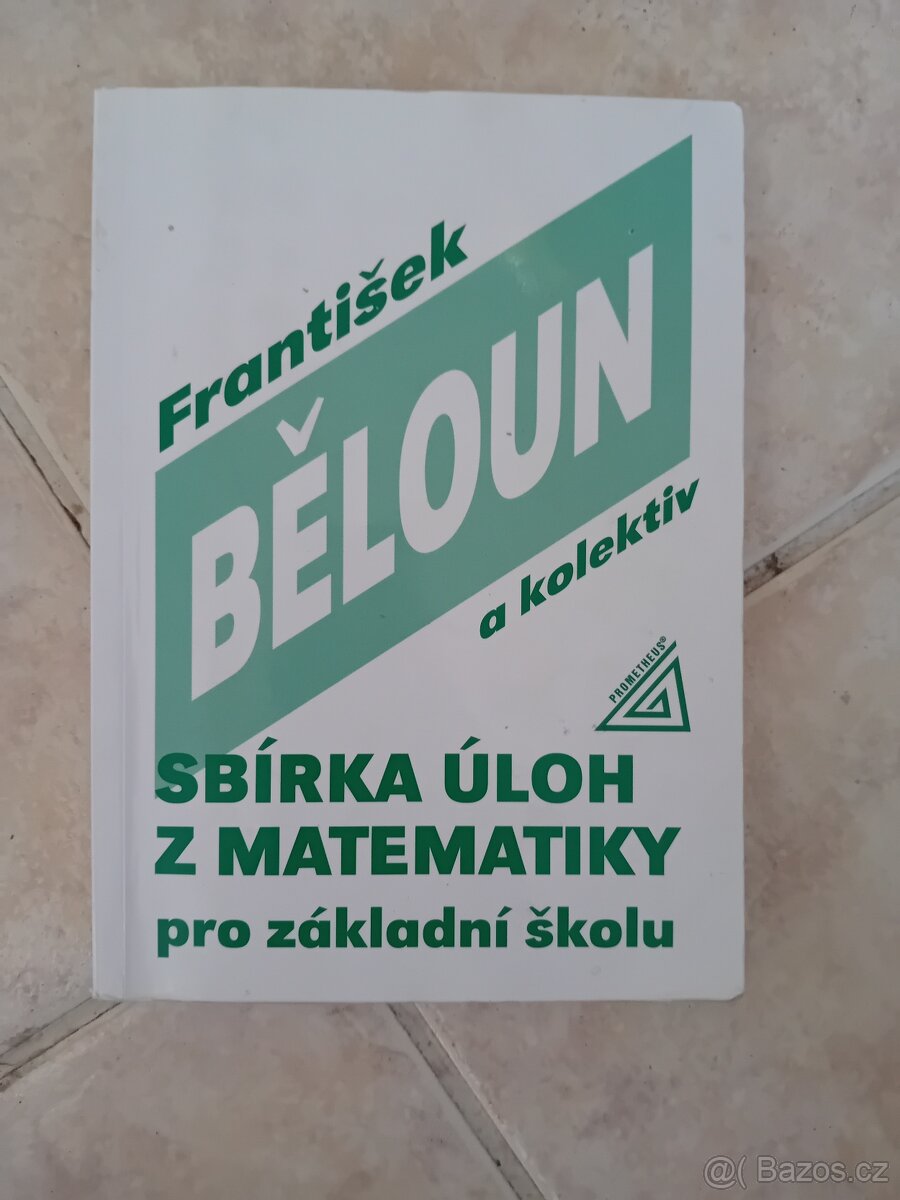 František
BĚLOUN
a kolektiv
PROMETHEUS®
SBÍRKA ÚLOH
Z MATEMATIKY
pro základní školu
@( Bazos.cz